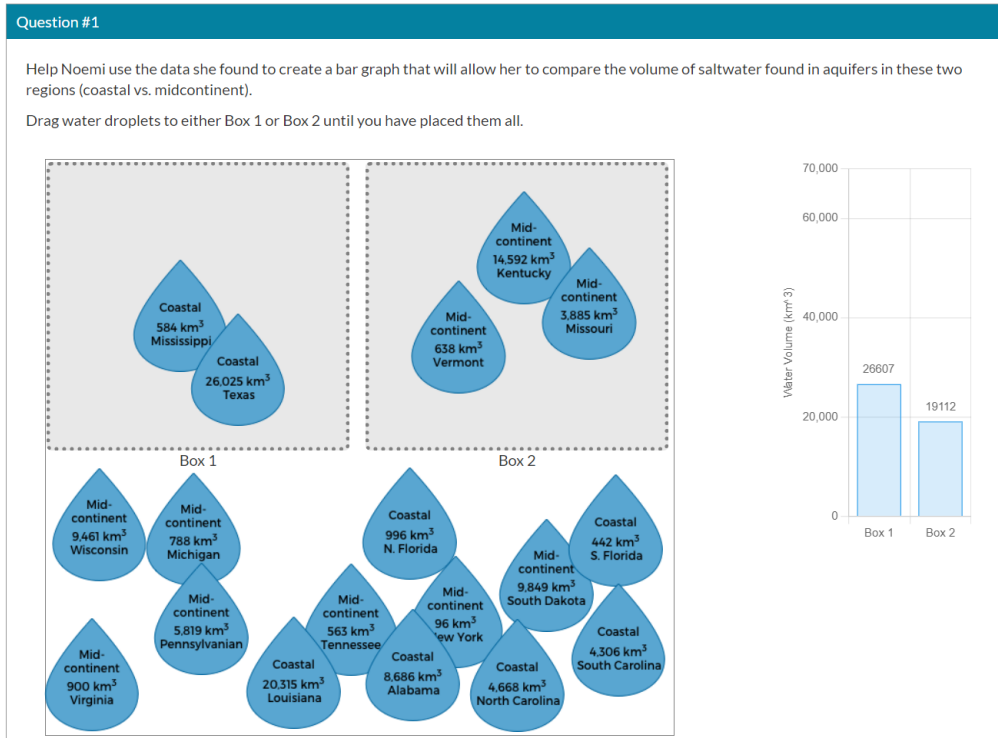 Question #1
Help Noemi use the data she found to create a bar graph that will allow her to compare the volume of saltwater found in aquifers in these two
regions (coastal vs. midcontinent).
Drag water droplets to either Box 1 or Box 2 until you have placed them all.
Coastal
584 km³
Mississippi
Coastal
26,025 km³
Texas
Mid-
continent
14,592 km³
Kentucky
Mid-
continent
3,885 km³
Missouri
Mid-
continent
638 km³
Vermont
Box 1
Box 2
Mid-
continent
9,461 km³
Wisconsin
Mid-
continent
788 km³
Michigan
Mid-
continent
5,819 km³
Pennsylvanian
Mid-
continent
900 km³
Virginia
Coastal
996 km³
N. Florida
Coastal
442 km³
S. Florida
Mid-
continent
9,849 km³
South Dakota
Mid-
continent
563 km³
Tennessee
Mid-
continent
96 km³
ew York
Coastal
20,315 km³
Louisiana
Coastal
8,686 km³
Alabama
Coastal
4,668 km³
North Carolina
Coastal
4,306 km³
South Carolina
70,000
60,000
40,000
20,000
0
Water Volume (km^3)
26607
19112
Box 1
Box 2